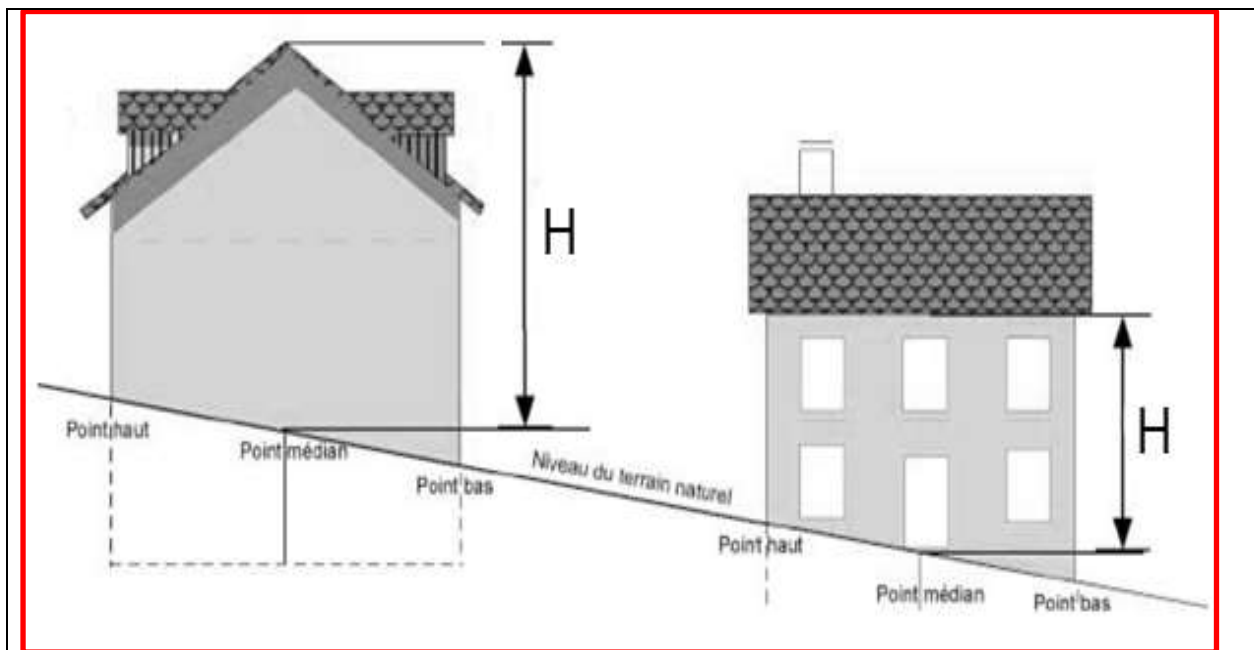 H
Point haut
Point médian
Point bas
Niveau du terrain naturel
H
Point haut
Point médian
Point bas